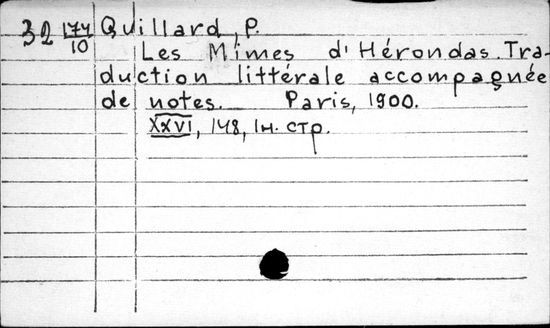 32 174/10 Quillard, P.
Les Mimes d'Hérondas. Tra-
duction littérale accompagnée
de notes. Paris, 1900.
XXVI, 148, 1н. стр.